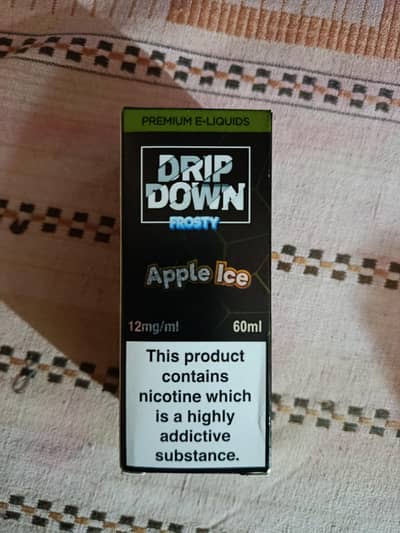 PREMIUM E-LIQUIDS
DRIP
DOWN
FROSTY
Apple Ice
12mg/ml 60ml
This product
contains
nicotine which
is a highly
addictive
substance.